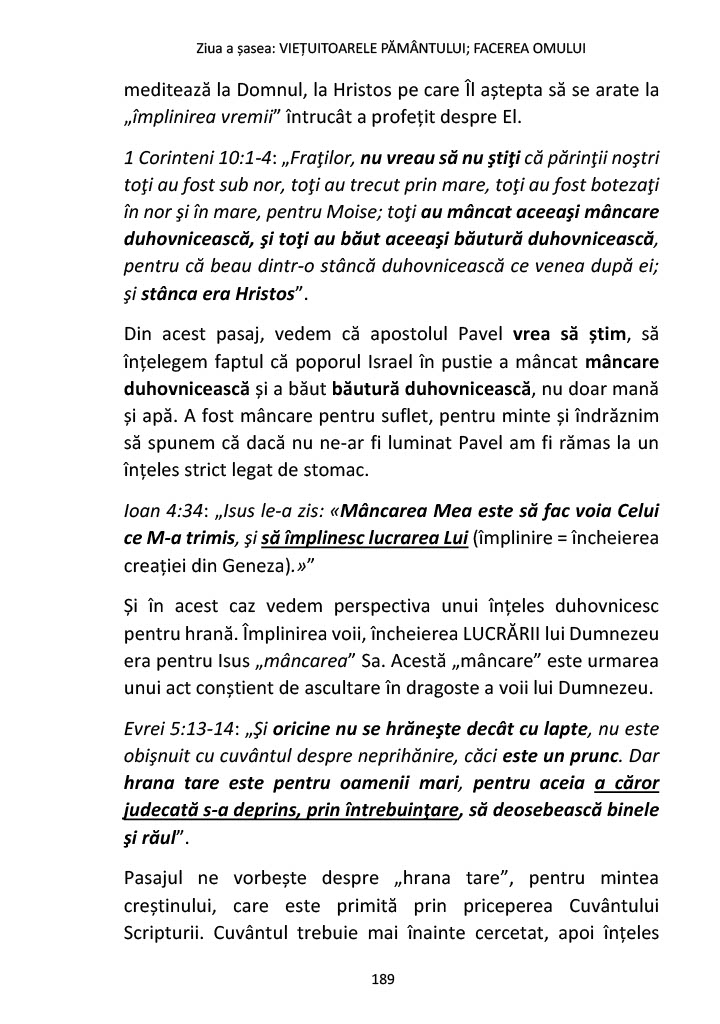 Ziua a șasea: VIEȚUITOARELE PĂMÂNTULUI; FACEREA OMULUI
meditează la Domnul, la Hristos pe care Îl aștepta să se arate la
„împlinirea vremii” întrucât a profețit despre El.
1 Corinteni 10:1-4: „Fraţilor, nu vreau să nu ştiţi că părinţii noştri
toţi au fost sub nor, toţi au trecut prin mare, toţi au fost botezaţi
în nor şi în mare, pentru Moise; toţi au mâncat aceeaşi mâncare
duhovnicească, şi toţi au băut aceeaşi băutură duhovnicească,
pentru că beau dintr-o stâncă duhovnicească ce venea după ei;
şi stânca era Hristos”.
Din acest pasaj, vedem că apostolul Pavel vrea să știm, să
înțelegem faptul că poporul Israel în pustie a mâncat mâncare
duhovnicească și a băut băutură duhovnicească, nu doar mană
și apă. A fost mâncare pentru suflet, pentru minte și îndrăznim
să spunem că dacă nu ne-ar fi luminat Pavel am fi rămas la un
înțeles strict legat de stomac.
Ioan 4:34: „Isus le-a zis: «Mâncarea Mea este să fac voia Celui
ce M-a trimis, şi să împlinesc lucrarea Lui (împlinire = încheierea
creației din Geneza).»”
Și în acest caz vedem perspectiva unui înțeles duhovnicesc
pentru hrană. Împlinirea voii, încheierea LUCRĂRII lui Dumnezeu
era pentru Isus „mâncarea” Sa. Acestă „mâncare” este urmarea
unui act conștient de ascultare în dragoste a voii lui Dumnezeu.
Evrei 5:13-14: „Şi oricine nu se hrăneşte decât cu lapte, nu este
obişnuit cu cuvântul despre neprihănire, căci este un prunc. Dar
hrana tare este pentru oamenii mari, pentru aceia a căror
judecată s-a deprins, prin întrebuinţare, să deosebească binele
şi răul”.
Pasajul ne vorbește despre „hrana tare”, pentru mintea
creștinului, care este primită prin priceperea Cuvântului
Scripturii. Cuvântul trebuie mai înainte cercetat, apoi înțeles
189